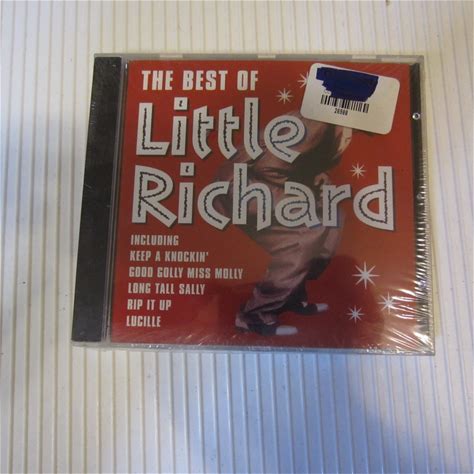 THE BEST OF
Little
Richard
INCLUDING
KEEP A KNOCKIN'
GOOD GOLLY MISS MOLLY
LONG TALL SALLY
RIP IT UP
LUCILLE